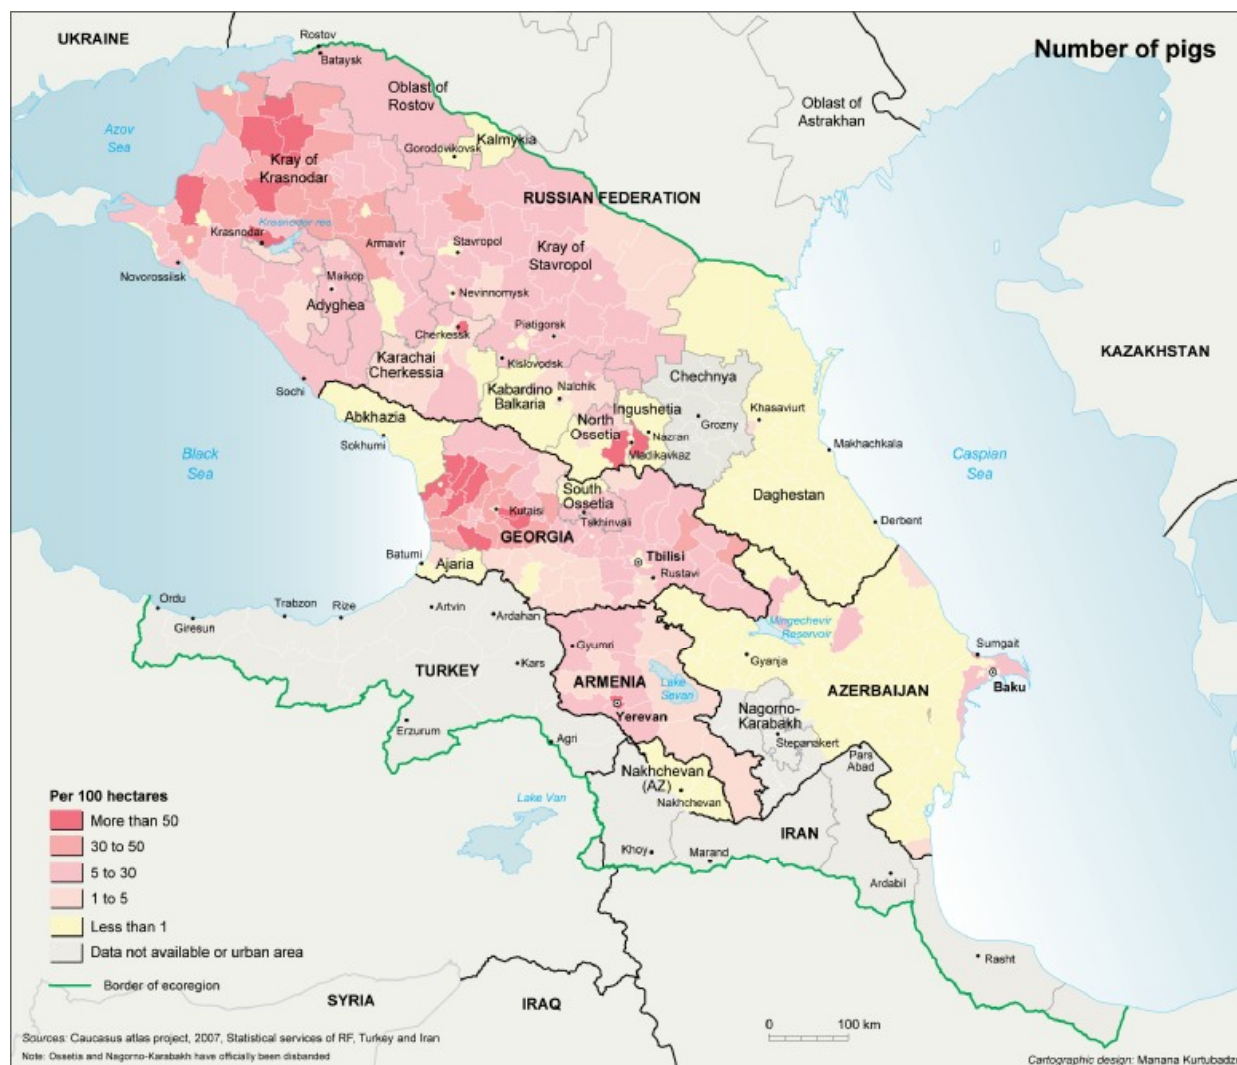 Number of pigs
UKRAINE
Rostov
Bataysk
Oblast of
Rostov
Oblast of
Astrakhan
Azov
Sea
Kalmykia
Gorodovikovsk
Kray of
Krasnodar
RUSSIAN FEDERATION
Krasnodar res.
Krasnodar
Armavir
Stavropol
Kray of
Stavropol
Novorossiisk
Maikop
Adyghea
Nevinnomysk
Cherkessk
Piatigorsk
KAZAKHSTAN
Karachai
Cherkessia
Kislovodsk
Sochi
Kabardino
Balkaria
Nalchik
Chechnya
Abkhazia
Ingushetia
Khasaviurt
Grozny
Sokhumi
North
Ossetia
Nazran
Vladikavkaz
Makhachkala
Black
Sea
Caspian
Sea
South
Ossetia
Daghestan
Kutaisi
Tskhinvali
Derbent
GEORGIA
Batumi
Ajaria
Tbilisi
Rustavi
Ordu
Giresun
Trabzon
Rize
Artvin
Ardahan
Mingechevir
Reservoir
Gyumri
Sumgait
TURKEY
Kars
Gyanja
Baku
ARMENIA
Lake
Sevan
AZERBAIJAN
Yerevan
Nagorno-
Karabakh
Erzurum
Agri
Stepanakert
Pars
Abad
Nakhchevan
(AZ)
Nakhchevan
Lake Van
IRAN
Khoy
Marand
Ardabil
Rasht
Per 100 hectares
More than 50
30 to 50
5 to 30
1 to 5
Less than 1
Data not available or urban area
Border of ecoregion
SYRIA
IRAQ
0 100 km
Sources: Caucasus atlas project, 2007, Statistical services of RF, Turkey and Iran
Note: Ossetia and Nagorno-Karabakh have officially been disbanded
Cartographic design: Manana Kurtubadze